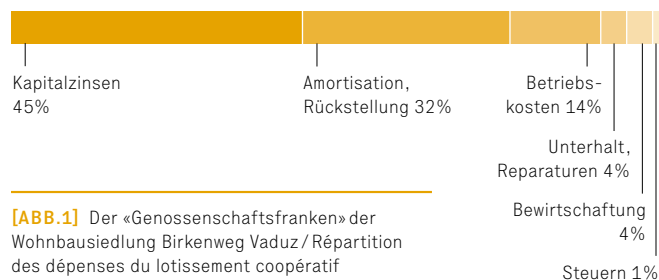 Kapitalzinsen
45%
Amortisation,
Rückstellung 32%
Betriebs-
kosten 14%
Unterhalt,
Reparaturen 4%
Bewirtschaftung
4%
Steuern 1%
[ABB.1] Der «Genossenschaftsfranken» der
Wohnbausiedlung Birkenweg Vaduz / Répartition
des dépenses du lotissement coopératif